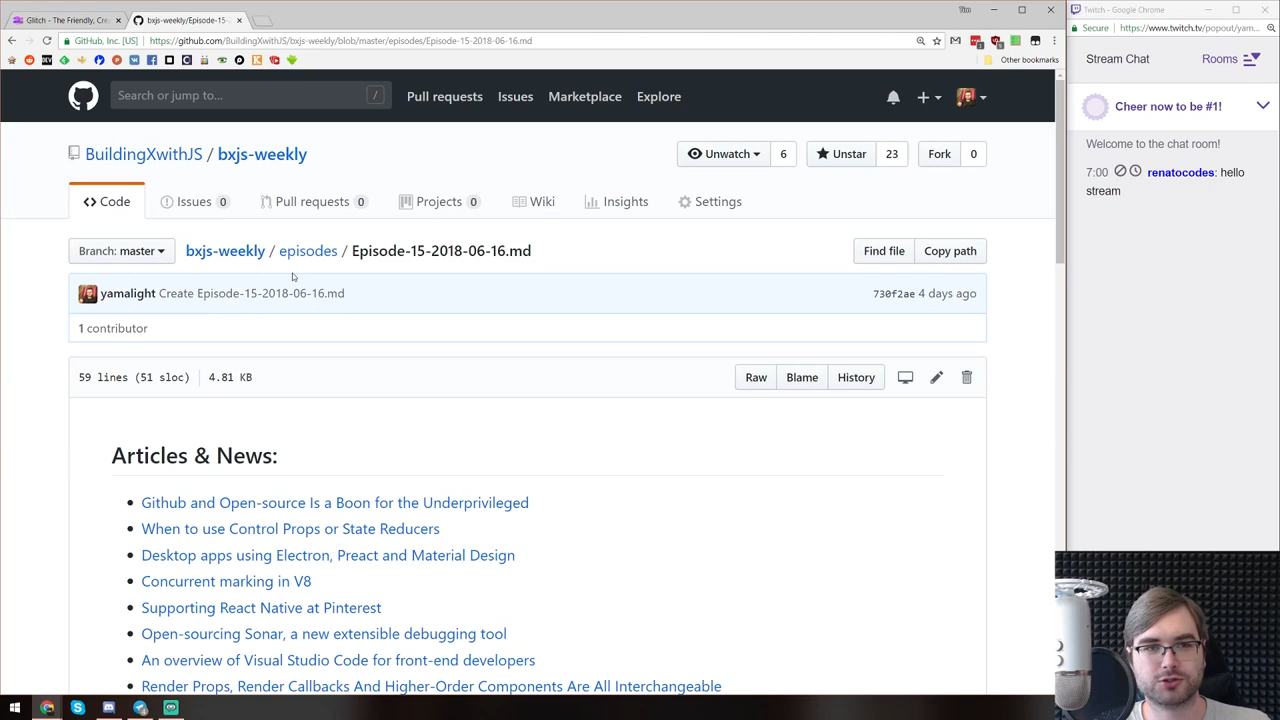 Glitch - The Friendly, Cre
bxjs-weekly/Episode-15-
Twitch - Google Chrome
GitHub, Inc. [US]
https://github.com/BuildingXwithJS/bxjs-weekly/blob/master/episodes/Episode-15-2018-06-16.md
Secure
https://www.twitch.tv/popout/yam...
Other bookmarks
Search or jump to...
/
Pull requests
Issues
Marketplace
Explore
Stream Chat
Rooms
Cheer now to be #1!
BuildingXwithJS / bxjs-weekly
Unwatch 6
Unstar 23
Fork 0
Welcome to the chat room!
7:00 renatocodes: hello
stream
Code
Issues 0
Pull requests 0
Projects 0
Wiki
Insights
Settings
Branch: master
bxjs-weekly / episodes / Episode-15-2018-06-16.md
Find file
Copy path
yamalight Create Episode-15-2018-06-16.md
730f2ae 4 days ago
1 contributor
59 lines (51 sloc)
4.81 KB
Raw
Blame
History
Articles & News:
Github and Open-source Is a Boon for the Underprivileged
When to use Control Props or State Reducers
Desktop apps using Electron, Preact and Material Design
Concurrent marking in V8
Supporting React Native at Pinterest
Open-sourcing Sonar, a new extensible debugging tool
An overview of Visual Studio Code for front-end developers
Render Props, Render Callbacks And Higher-Order Components Are All Interchangeable